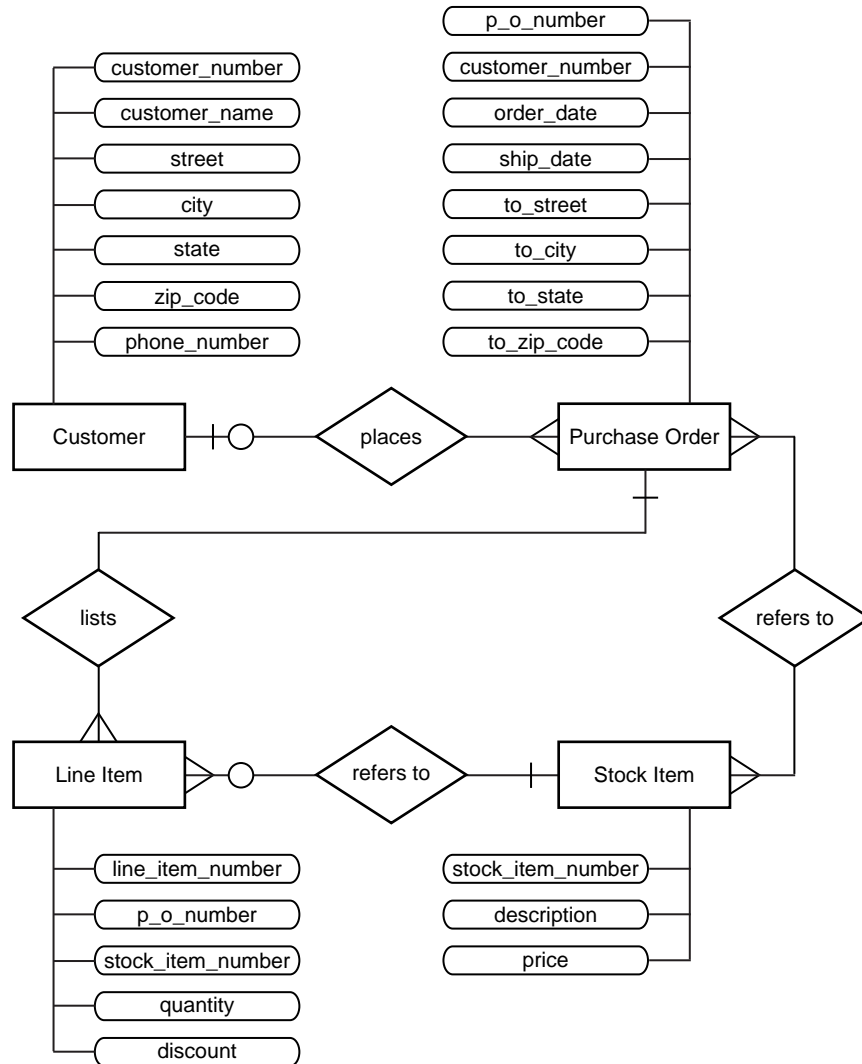 customer_number
customer_name
street
city
state
zip_code
phone_number
p_o_number
customer_number
order_date
ship_date
to_street
to_city
to_state
to_zip_code
Customer
places
Purchase Order
lists
refers to
Line Item
refers to
Stock Item
line_item_number
p_o_number
stock_item_number
quantity
discount
stock_item_number
description
price